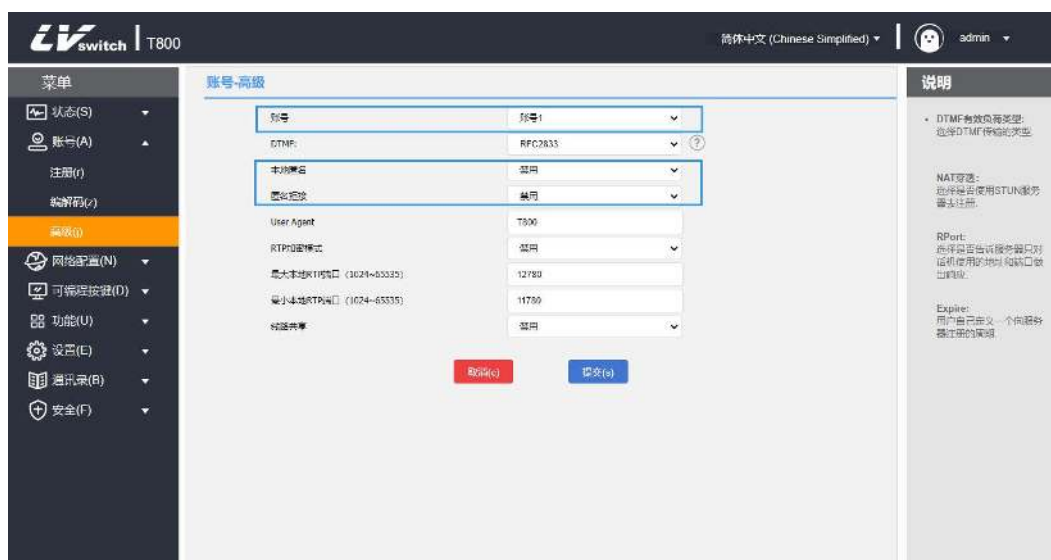 LVswitch | T800
简体中文 (Chinese Simplified)
admin
菜单
状态(S)
账号(A)
注册(r)
编解码(z)
高级(j)
网络配置(N)
可编程按键(D)
功能(U)
设置(E)
通讯录(B)
安全(F)
账号-高级
账号 账号1
DTMF: RFC2833
本地匿名 禁用
匿名拒接 禁用
User Agent T800
RTP加密模式 禁用
最大本地RTP端口 (1024~65535) 12780
最小本地RTP端口 (1024~65535) 11780
线路共享 禁用
取消(c) 提交(s)
说明
DTMF有效负荷类型:
选择DTMF传输的类型
NAT穿透:
选择是否使用STUN服务
器去注册.
RPort:
选择是否告诉服务器只对
话机使用的地址和端口做
出响应.
Expire:
用户自己定义一个向服务
器注册的周期